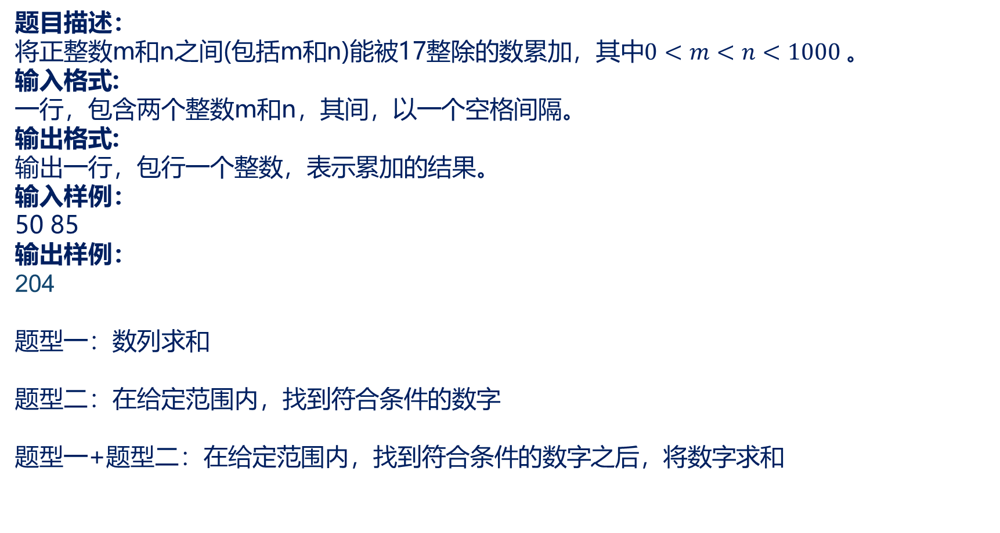 题目描述：
将正整数m和n之间(包括m和n)能被17整除的数累加，其中0 < m < n < 1000 。
输入格式:
一行，包含两个整数m和n，其间，以一个空格间隔。
输出格式:
输出一行，包行一个整数，表示累加的结果。
输入样例：
50 85
输出样例：
204
题型一：数列求和
题型二：在给定范围内，找到符合条件的数字
题型一+题型二：在给定范围内，找到符合条件的数字之后，将数字求和